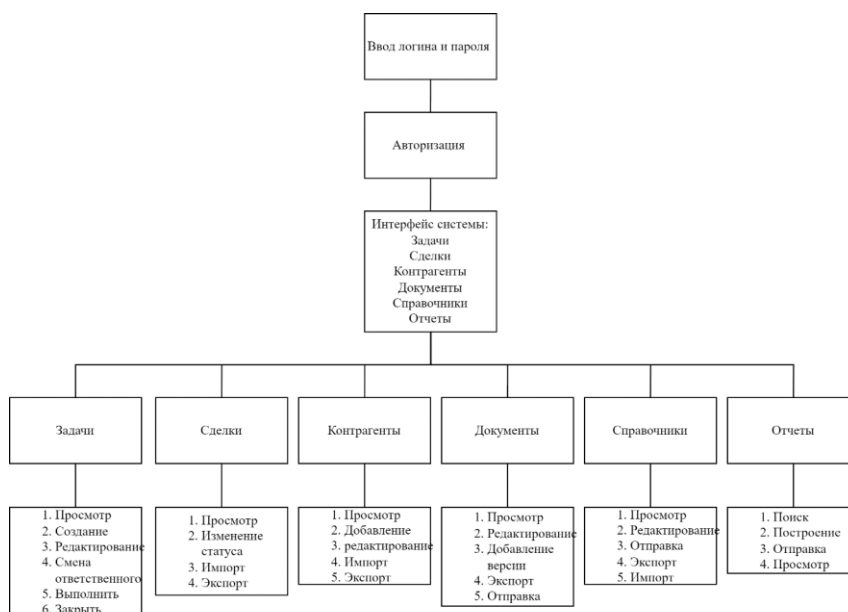 Ввод логина и пароля
Авторизация
Интерфейс системы:
Задачи
Сделки
Контрагенты
Документы
Справочники
Отчеты
Задачи
Сделки
Контрагенты
Документы
Справочники
Отчеты
1. Просмотр
2. Создание
3. Редактирование
4. Смена
ответственного
5. Выполнить
6. Закрыть
1. Просмотр
2. Изменение
статуса
3. Импорт
4. Экспорт
1. Просмотр
2. Добавление
3. редактирование
4. Импорт
5. Экспорт
1. Просмотр
2. Редактирование
3. Добавление
версии
4. Экспорт
5. Отправка
1. Просмотр
2. Редактирование
3. Отправка
4. Экспорт
5. Импорт
1. Поиск
2. Построение
3. Отправка
4. Просмотр